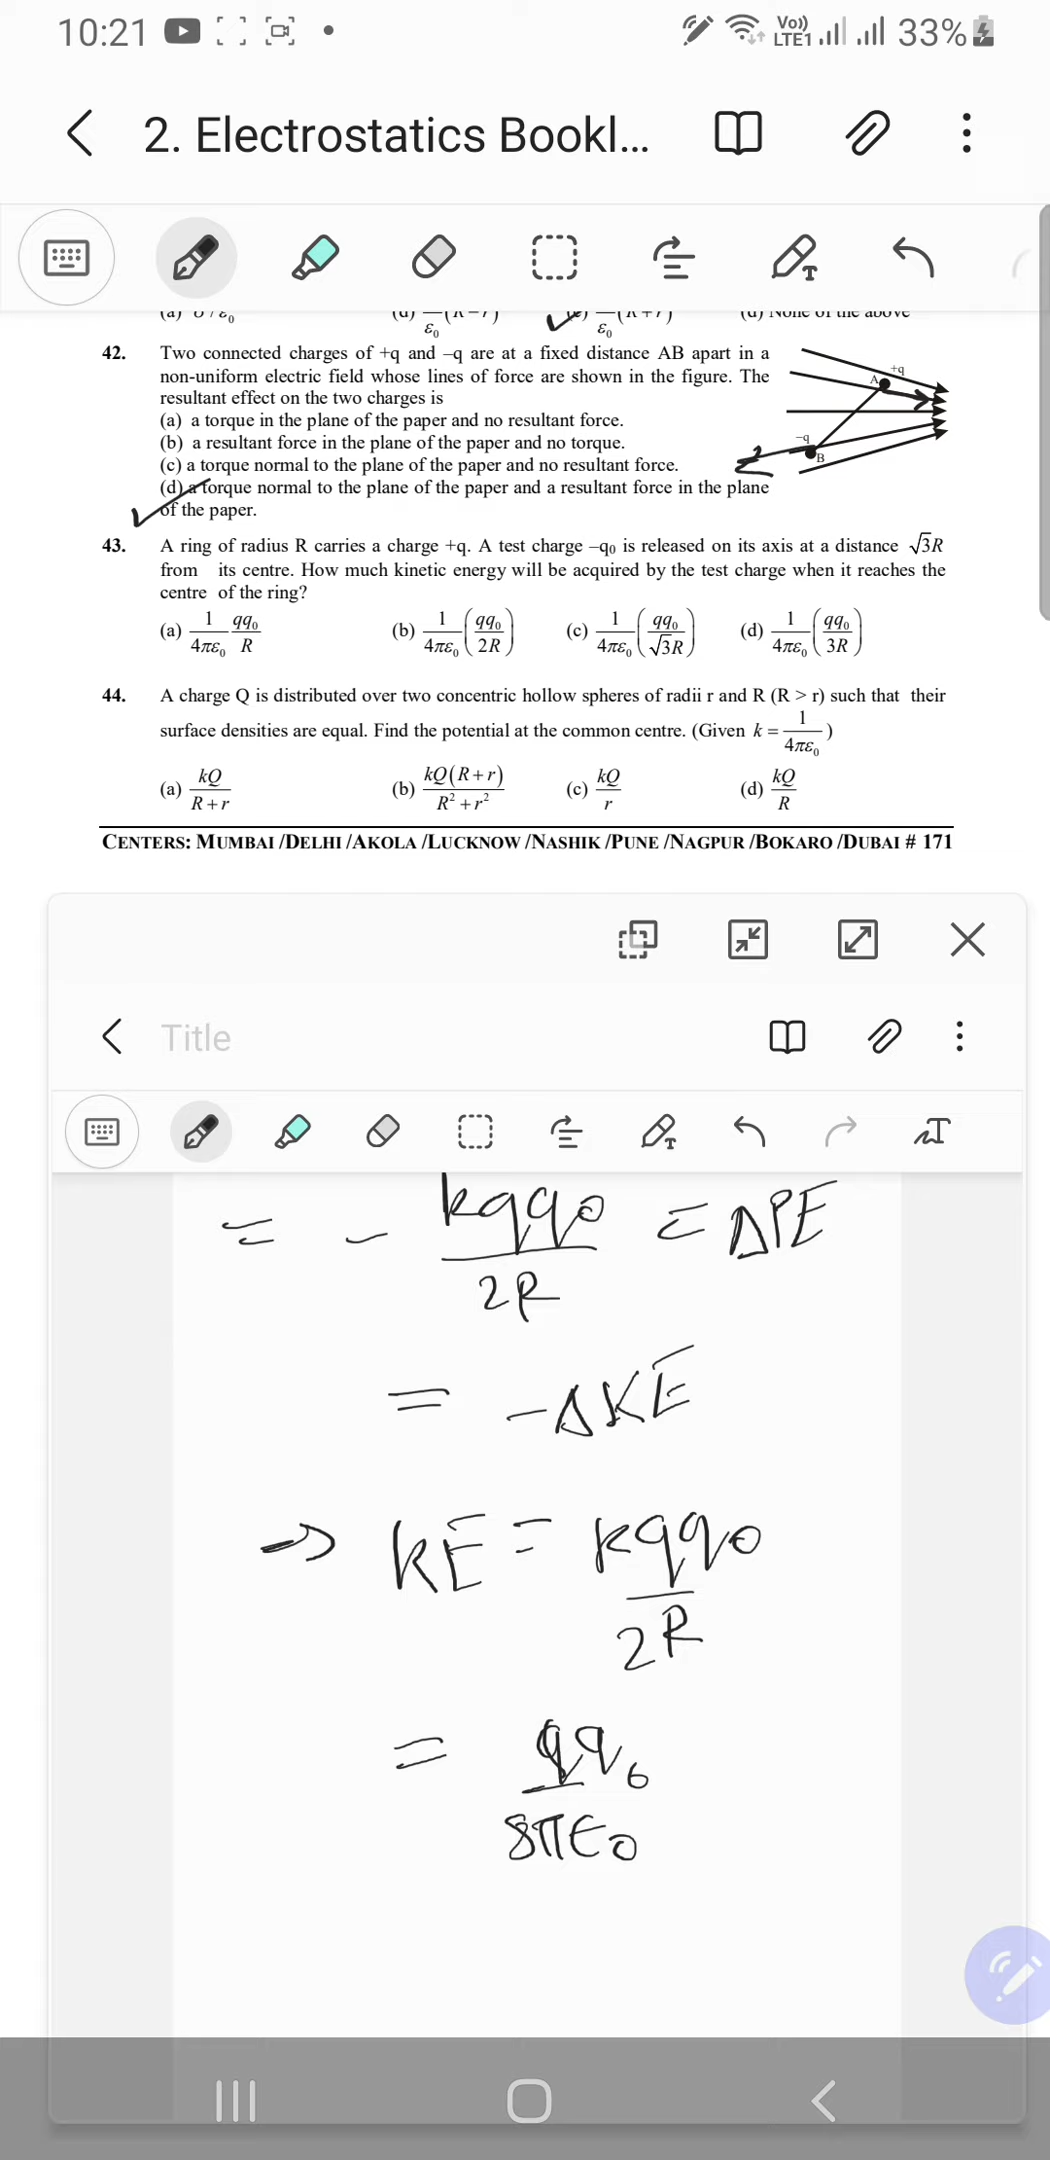 10:21 Vo)) LTE1 33%
2. Electrostatics Bookl...
(a) σ / ε₀ (R − r) / ε₀ (R + r) / ε₀ (d) None of the above
42. Two connected charges of +q and –q are at a fixed distance AB apart in a
non-uniform electric field whose lines of force are shown in the figure. The
resultant effect on the two charges is
(a) a torque in the plane of the paper and no resultant force.
(b) a resultant force in the plane of the paper and no torque.
(c) a torque normal to the plane of the paper and no resultant force.
(d) a torque normal to the plane of the paper and a resultant force in the plane
of the paper.
+q
A
−q
B
43. A ring of radius R carries a charge +q. A test charge –q₀ is released on its axis at a distance √3R
from its centre. How much kinetic energy will be acquired by the test charge when it reaches the
centre of the ring?
(a) 1/4πε₀ qq₀/R (b) 1/4πε₀ (qq₀/2R) (c) 1/4πε₀ (qq₀/√3R) (d) 1/4πε₀ (qq₀/3R)
44. A charge Q is distributed over two concentric hollow spheres of radii r and R (R > r) such that their
surface densities are equal. Find the potential at the common centre. (Given k = 1/4πε₀ )
(a) kQ/R+r (b) kQ(R+r)/R²+r² (c) kQ/r (d) kQ/R
CENTERS: MUMBAI /DELHI /AKOLA /LUCKNOW /NASHIK /PUNE /NAGPUR /BOKARO /DUBAI # 171
Title
= − kqq₀/2R = ΔPE
= −ΔKE
⇒ KE = kqq₀/2R
= qq₀/8πε₀